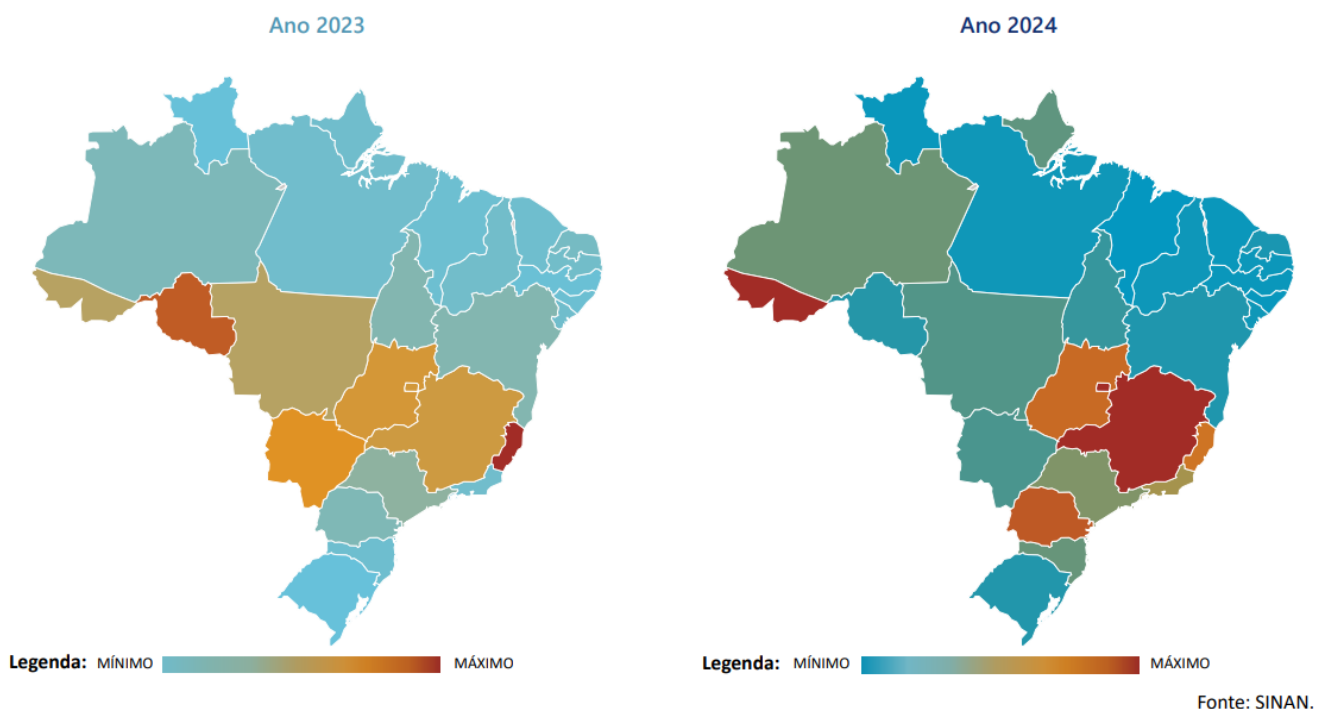 Ano 2023
Ano 2024
Legenda: MÍNIMO MÁXIMO
Legenda: MÍNIMO MÁXIMO
Fonte: SINAN.